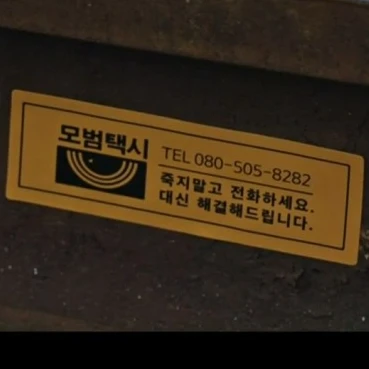 모범택시
TEL 080-505-8282
죽지말고 전화하세요.
대신 해결해드립니다.